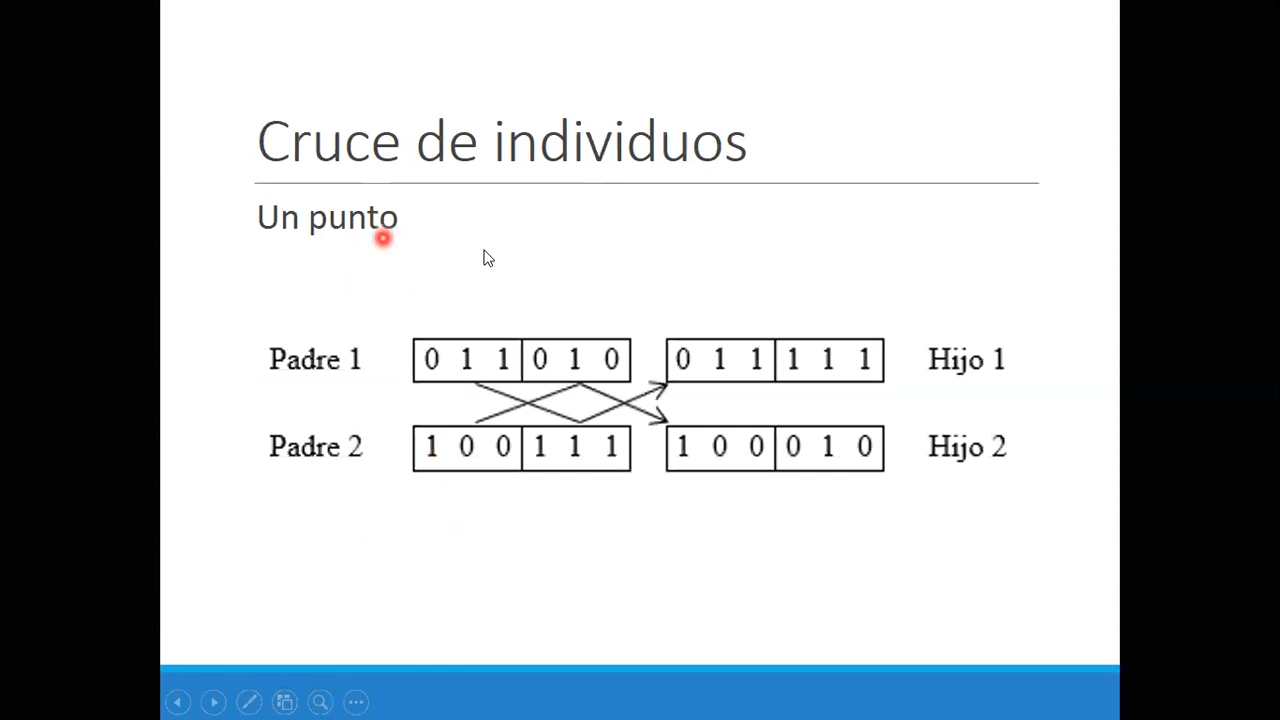 Cruce de individuos
Un punto
Padre 1 0 1 1 0 1 0 0 1 1 1 1 1 Hijo 1
Padre 2 1 0 0 1 1 1 1 0 0 0 1 0 Hijo 2